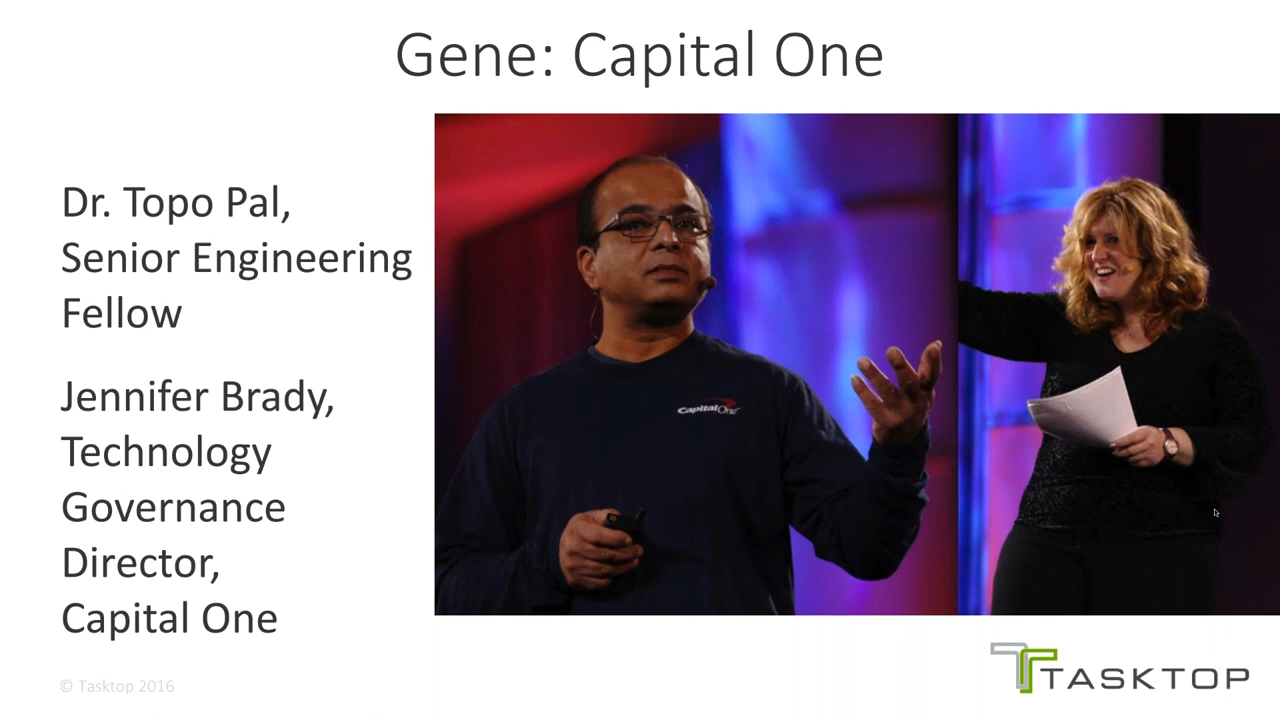 Gene: Capital One
Dr. Topo Pal,
Senior Engineering
Fellow
Jennifer Brady,
Technology
Governance
Director,
Capital One
Capital One
© Tasktop 2016
TASKTOP